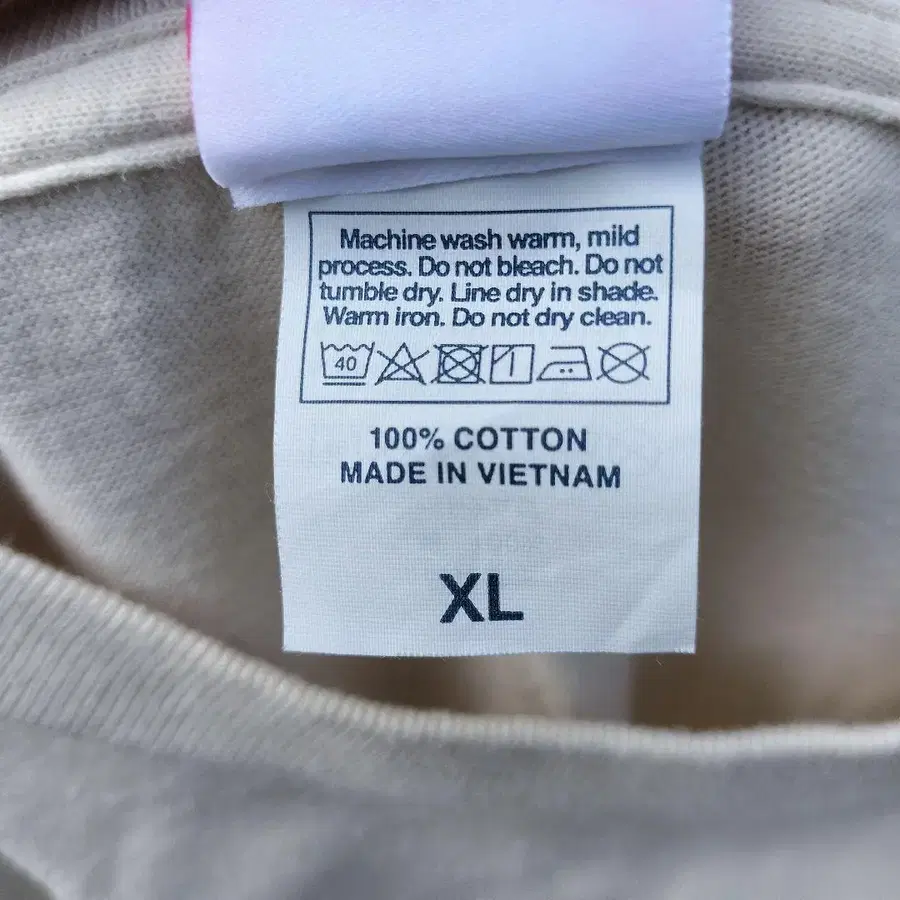 Machine wash warm, mild
process. Do not bleach. Do not
tumble dry. Line dry in shade.
Warm iron. Do not dry clean.
40
100% COTTON
MADE IN VIETNAM
XL